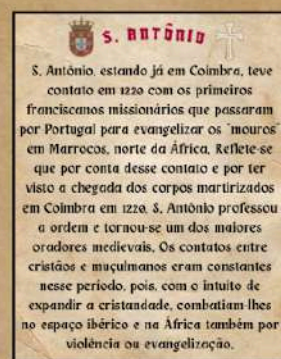 S. ANTÔNIO
S. Antônio, estando já em Coimbra, teve
contato em 1220 com os primeiros
franciscanos missionários que passaram
por Portugal para evangelizar os "mouros"
em Marrocos, norte da África. Reflete-se
que por conta desse contato e por ter
visto a chegada dos corpos martirizados
em Coimbra em 1220, S. Antônio professou
a ordem e tornou-se um dos maiores
oradores medievais. Os contatos entre
cristãos e muçulmanos eram constantes
nesse período, pois, com o intuito de
expandir a cristandade, combatiam-lhes
no espaço ibérico e na África também por
violência ou evangelização.